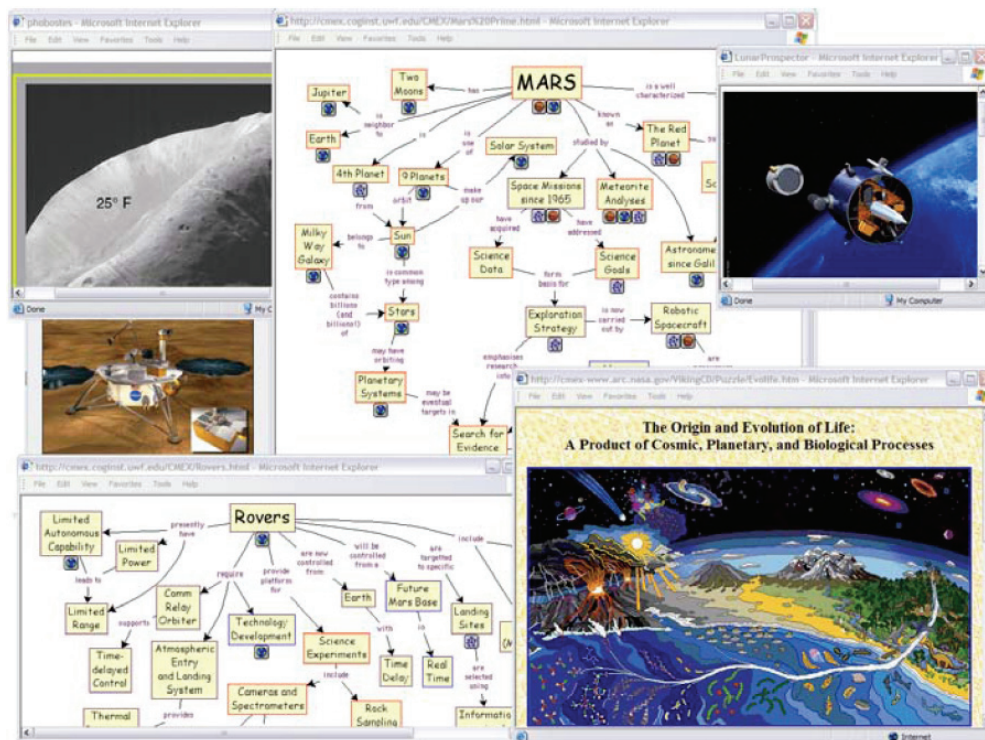 phobostes - Microsoft Internet Explorer
File Edit View Favorites Tools Help
25° F
Done
My C
http://cmex.coginst.uwf.edu/CMEX/Mars%20Prime.html - Microsoft Internet Explorer
File Edit View Favorites Tools Help
MARS
Two
Moons
has
Jupiter
is
neighbor
to
Earth
is
4th Planet
is
one
of
9 Planets
Solar System
make
up our
from
orbit
Sun
belongs
to
Milky
Way
Galaxy
is common
type among
contains
billions
(and
billions!)
of
Stars
may have
orbiting
Planetary
Systems
may be
eventual
targets in
Search for
Evidence
is a well
characterized
known
as
The Red
Planet
studied by
Space Missions
since 1965
Meteorite
Analyses
have
acquired
have
addressed
Science
Data
Science
Goals
since Galil
form
basis for
Exploration
Strategy
is now
carried
out by
Robotic
Spacecraft
are
emphasises
research
into
LunarProspector - Microsoft Internet Explorer
File Edit View Favorites Tools Help
Done
My Computer
http://cmex.coginst.uwf.edu/CMEX/Rovers.html - Microsoft Internet Explorer
File Edit View Favorites Tools Help
Rovers
Limited
Autonomous
Capability
presently
have
Limited
Power
leads to
Limited
Range
require
Comm
Relay
Orbiter
supports
Time-
delayed
Control
Atmospheric
Entry
and Landing
System
provides
Thermal
Technology
Development
provide
platform
for
Science
Experiments
include
Cameras and
Spectrometers
Rock
Sampling
are now
controlled
from
Earth
with
Time
Delay
will be
controlled
from a
Future
Mars Base
is
Real
Time
are
targetted
to specific
Landing
Sites
are
selected
using
include
http://cmex-www.arc.nasa.gov/VikingCD/Puzzle/Evolife.htm - Microsoft Internet Explorer
File Edit View Favorites Tools Help
The Origin and Evolution of Life:
A Product of Cosmic, Planetary, and Biological Processes
Internet